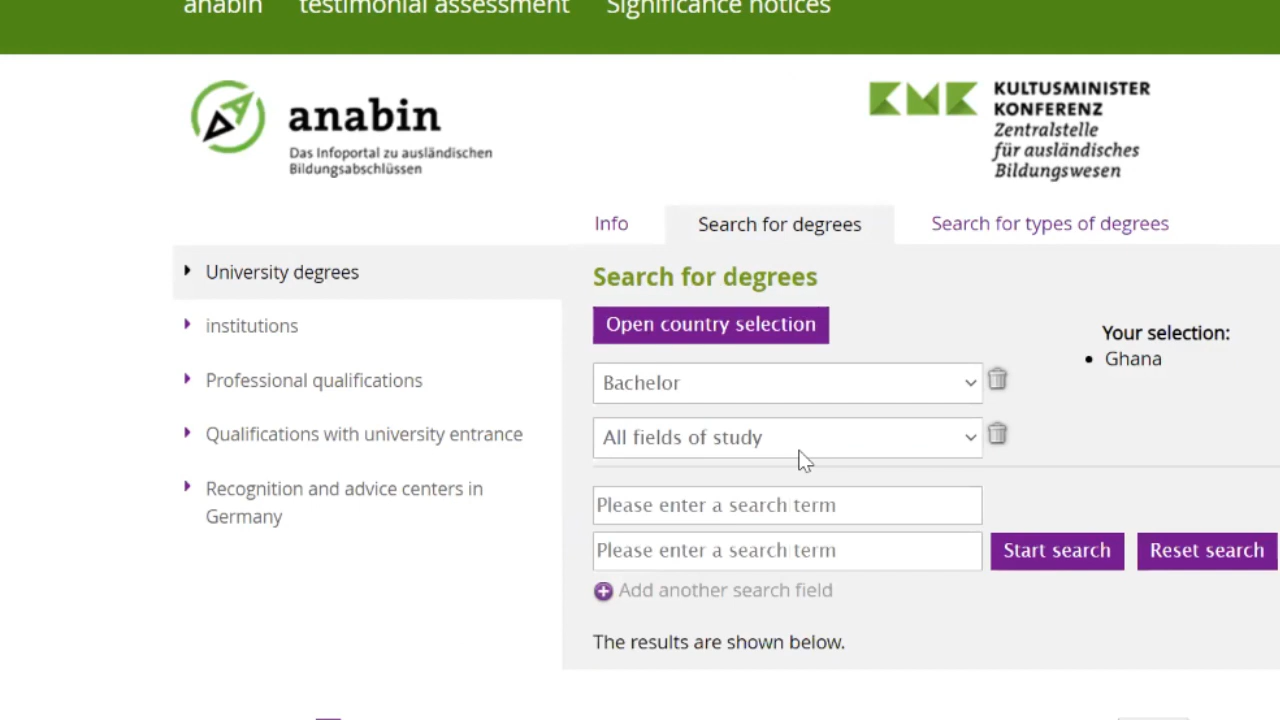 anabin testimonial assessment Significance notices
anabin
Das Infoportal zu ausländischen
Bildungsabschlüssen
KMK KULTUSMINISTER
KONFERENZ
Zentralstelle
für ausländisches
Bildungswesen
Info Search for degrees Search for types of degrees
University degrees
institutions
Professional qualifications
Qualifications with university entrance
Recognition and advice centers in
Germany
Search for degrees
Open country selection
Your selection:
Ghana
Bachelor
All fields of study
Please enter a search term
Please enter a search term
Start search Reset search
Add another search field
The results are shown below.